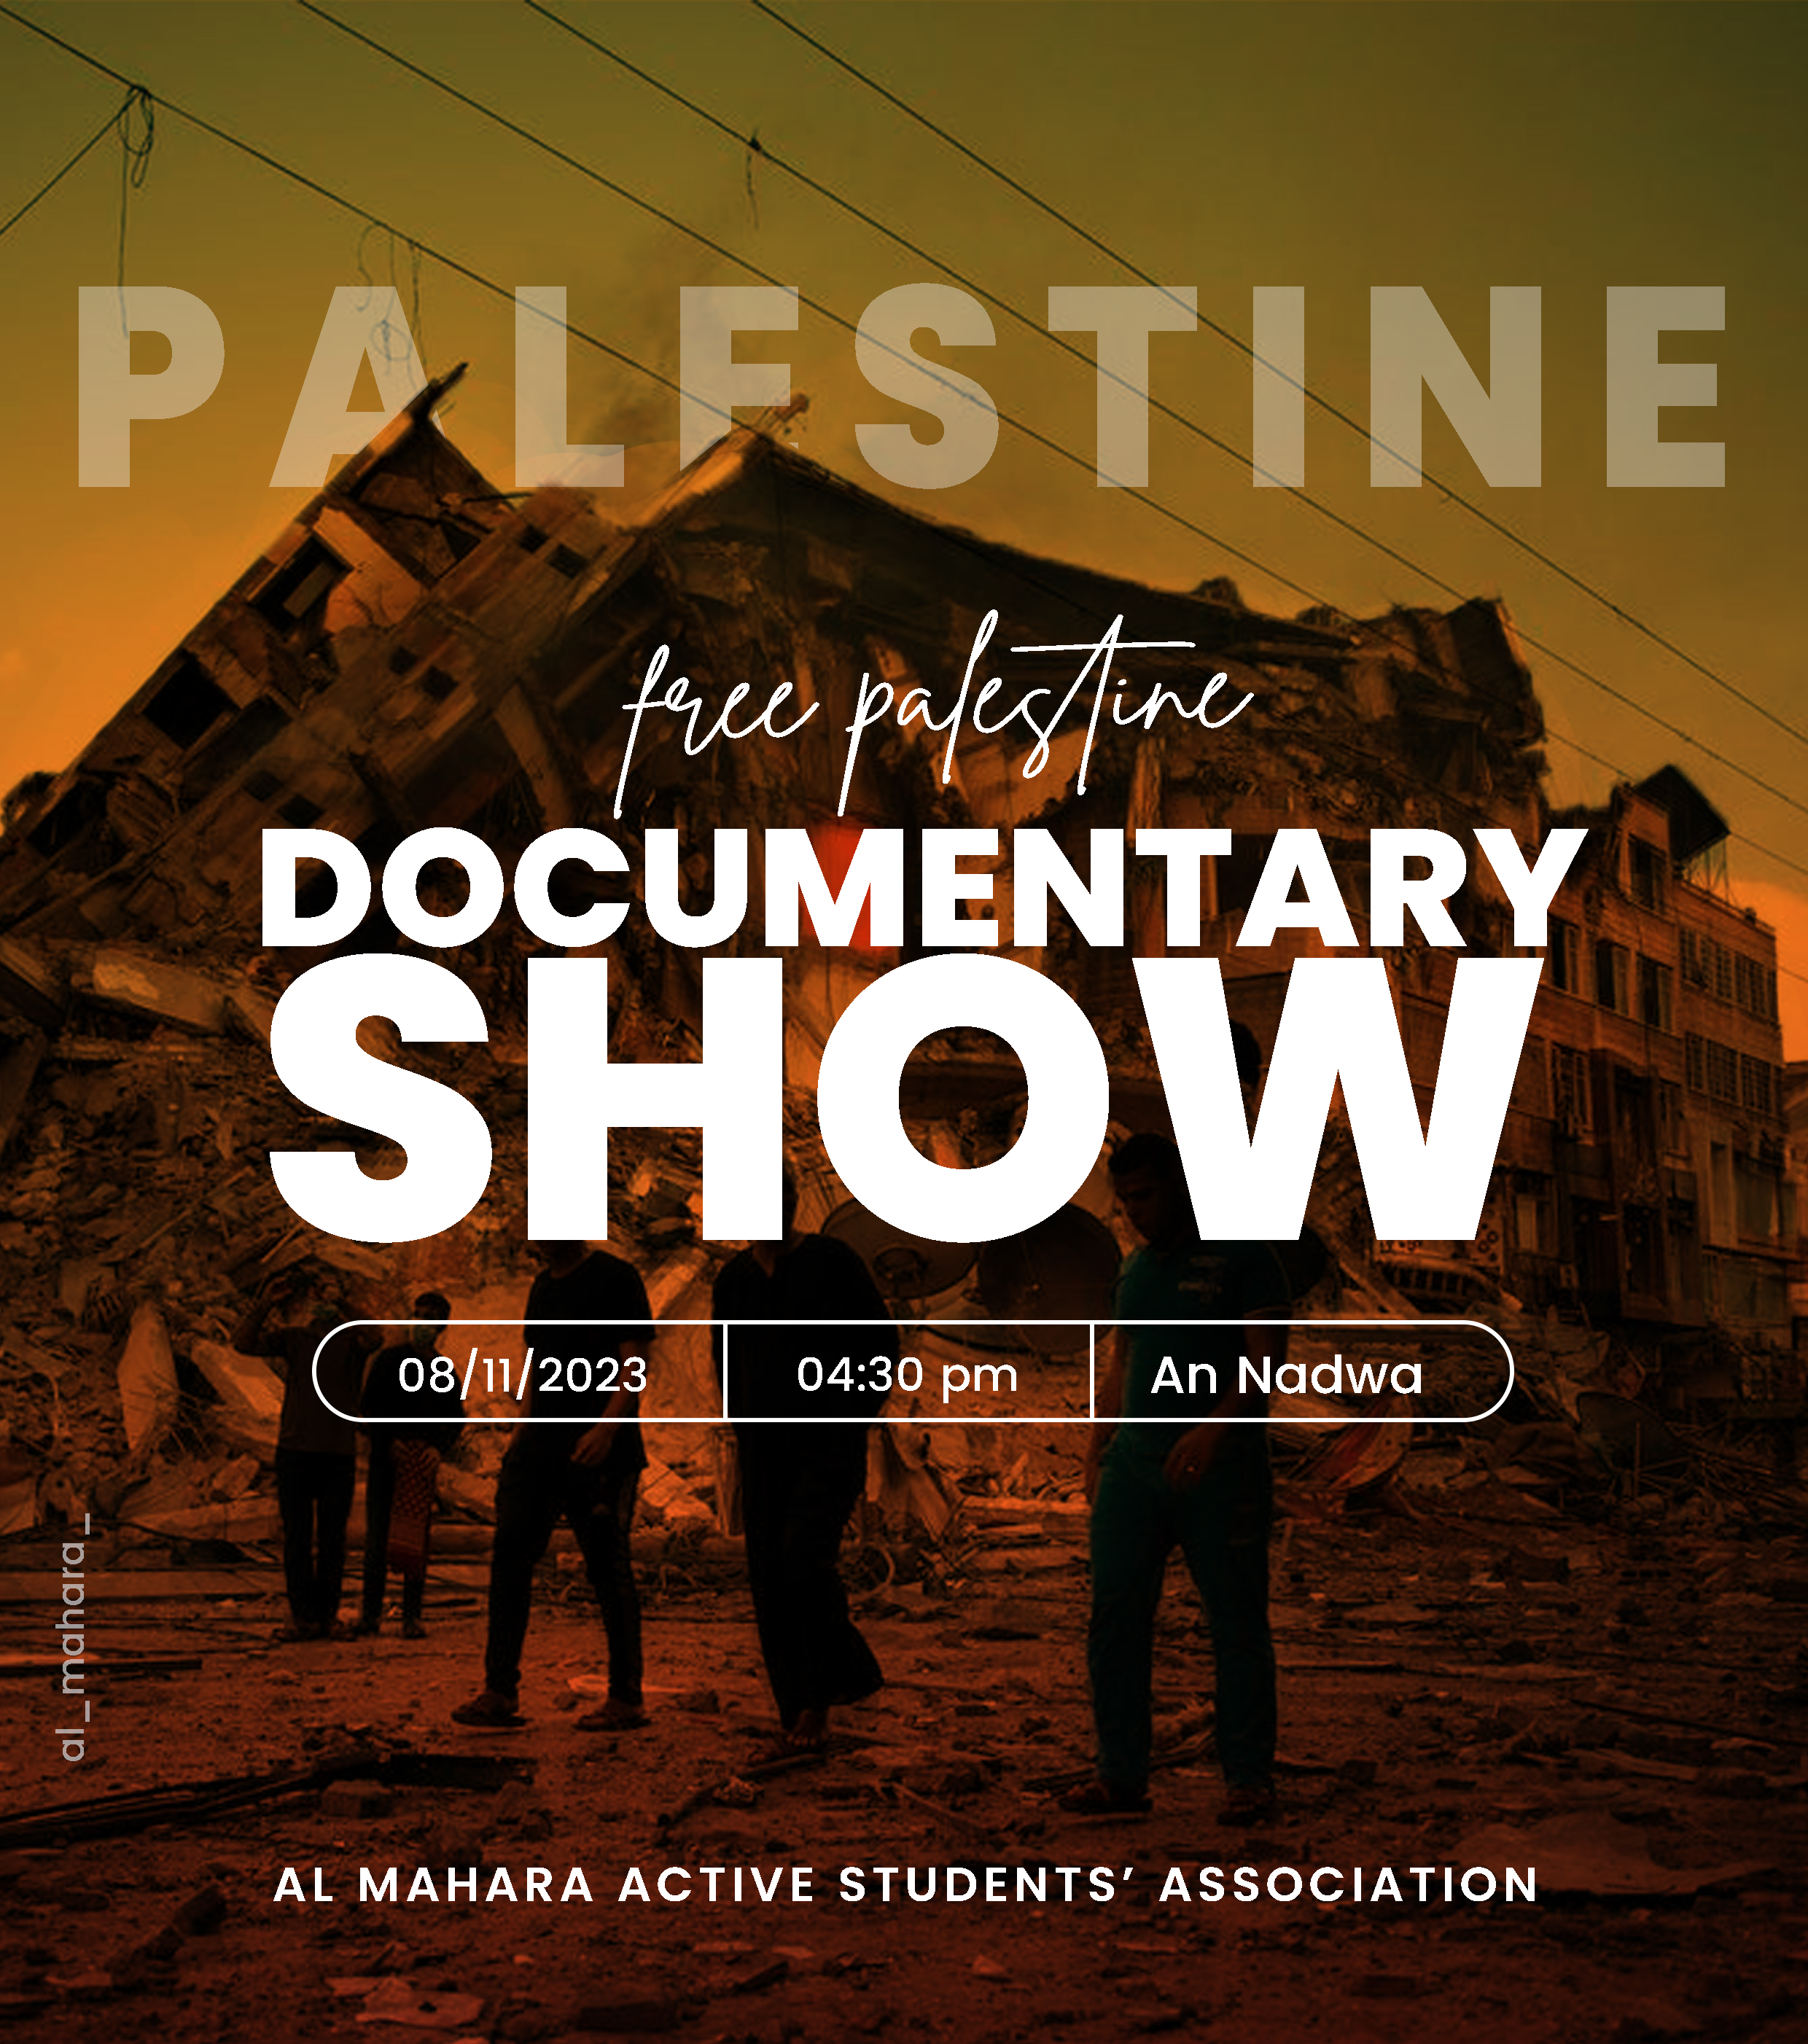 PALESTINE
free palestine
DOCUMENTARY
SHOW
08/11/2023
04:30 pm
An Nadwa
al_mahara_
AL MAHARA ACTIVE STUDENTS’ ASSOCIATION